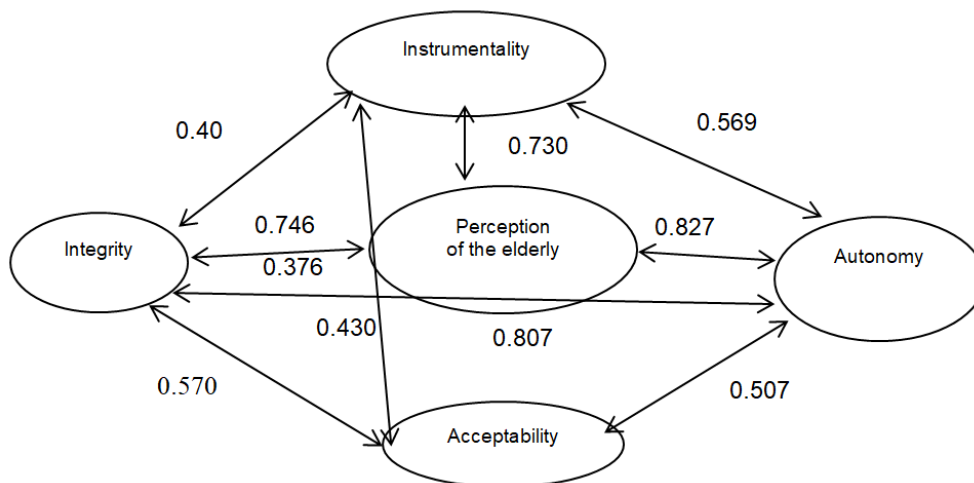 Instrumentality
0.40
0.569
0.730
Integrity
0.746
Perception
of the elderly
0.827
Autonomy
0.376
0.430
0.807
0.570
0.507
Acceptability